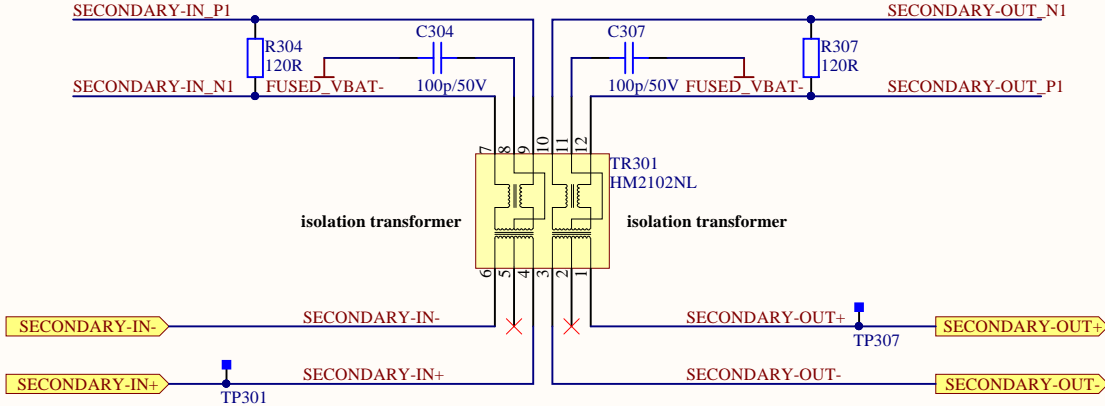 SECONDARY-IN_P1
SECONDARY-OUT_N1
C304
C307
R304
120R
R307
120R
SECONDARY-IN_N1
FUSED_VBAT-
100p/50V
100p/50V
FUSED_VBAT-
SECONDARY-OUT_P1
7
8
9
10
11
12
TR301
HM2102NL
isolation transformer
isolation transformer
6
5
4
3
2
1
SECONDARY-IN-
SECONDARY-IN-
SECONDARY-OUT+
SECONDARY-OUT+
TP307
SECONDARY-IN+
SECONDARY-IN+
SECONDARY-OUT-
SECONDARY-OUT-
TP301